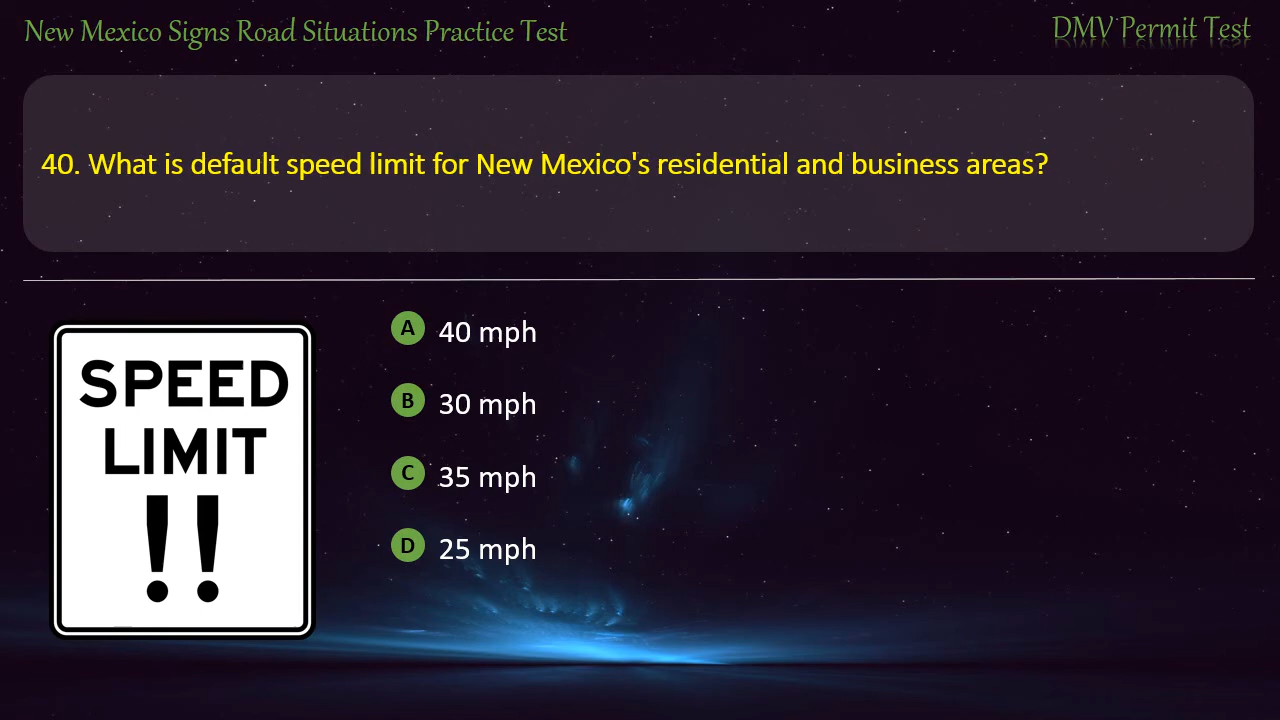 New Mexico Signs Road Situations Practice Test
DMV Permit Test
40. What is default speed limit for New Mexico's residential and business areas?
SPEED
LIMIT
!!
A 40 mph
B 30 mph
C 35 mph
D 25 mph